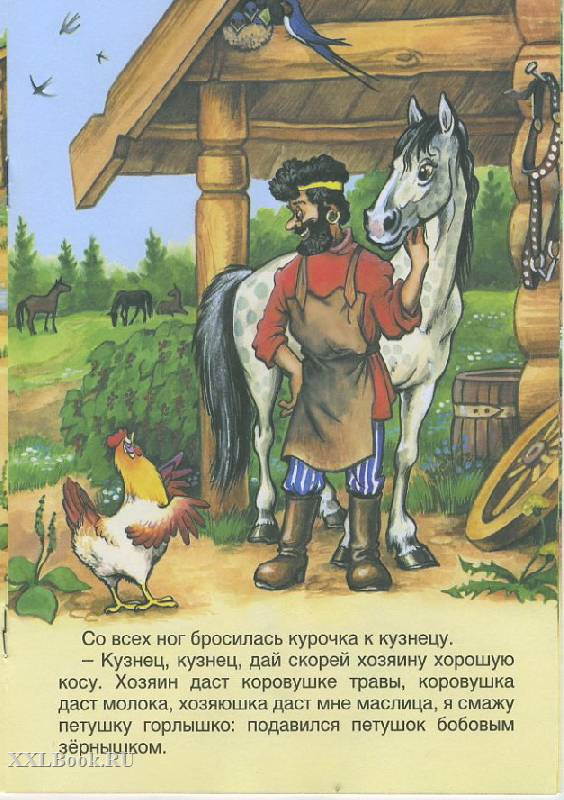 Со всех ног бросилась курочка к кузнецу.
– Кузнец, кузнец, дай скорей хозяину хорошую
косу. Хозяин даст коровушке травы, коровушка
даст молока, хозяюшка даст мне маслица, я смажу
петушку горлышко: подавился петушок бобовым
зёрнышком.
XXLBook.RU